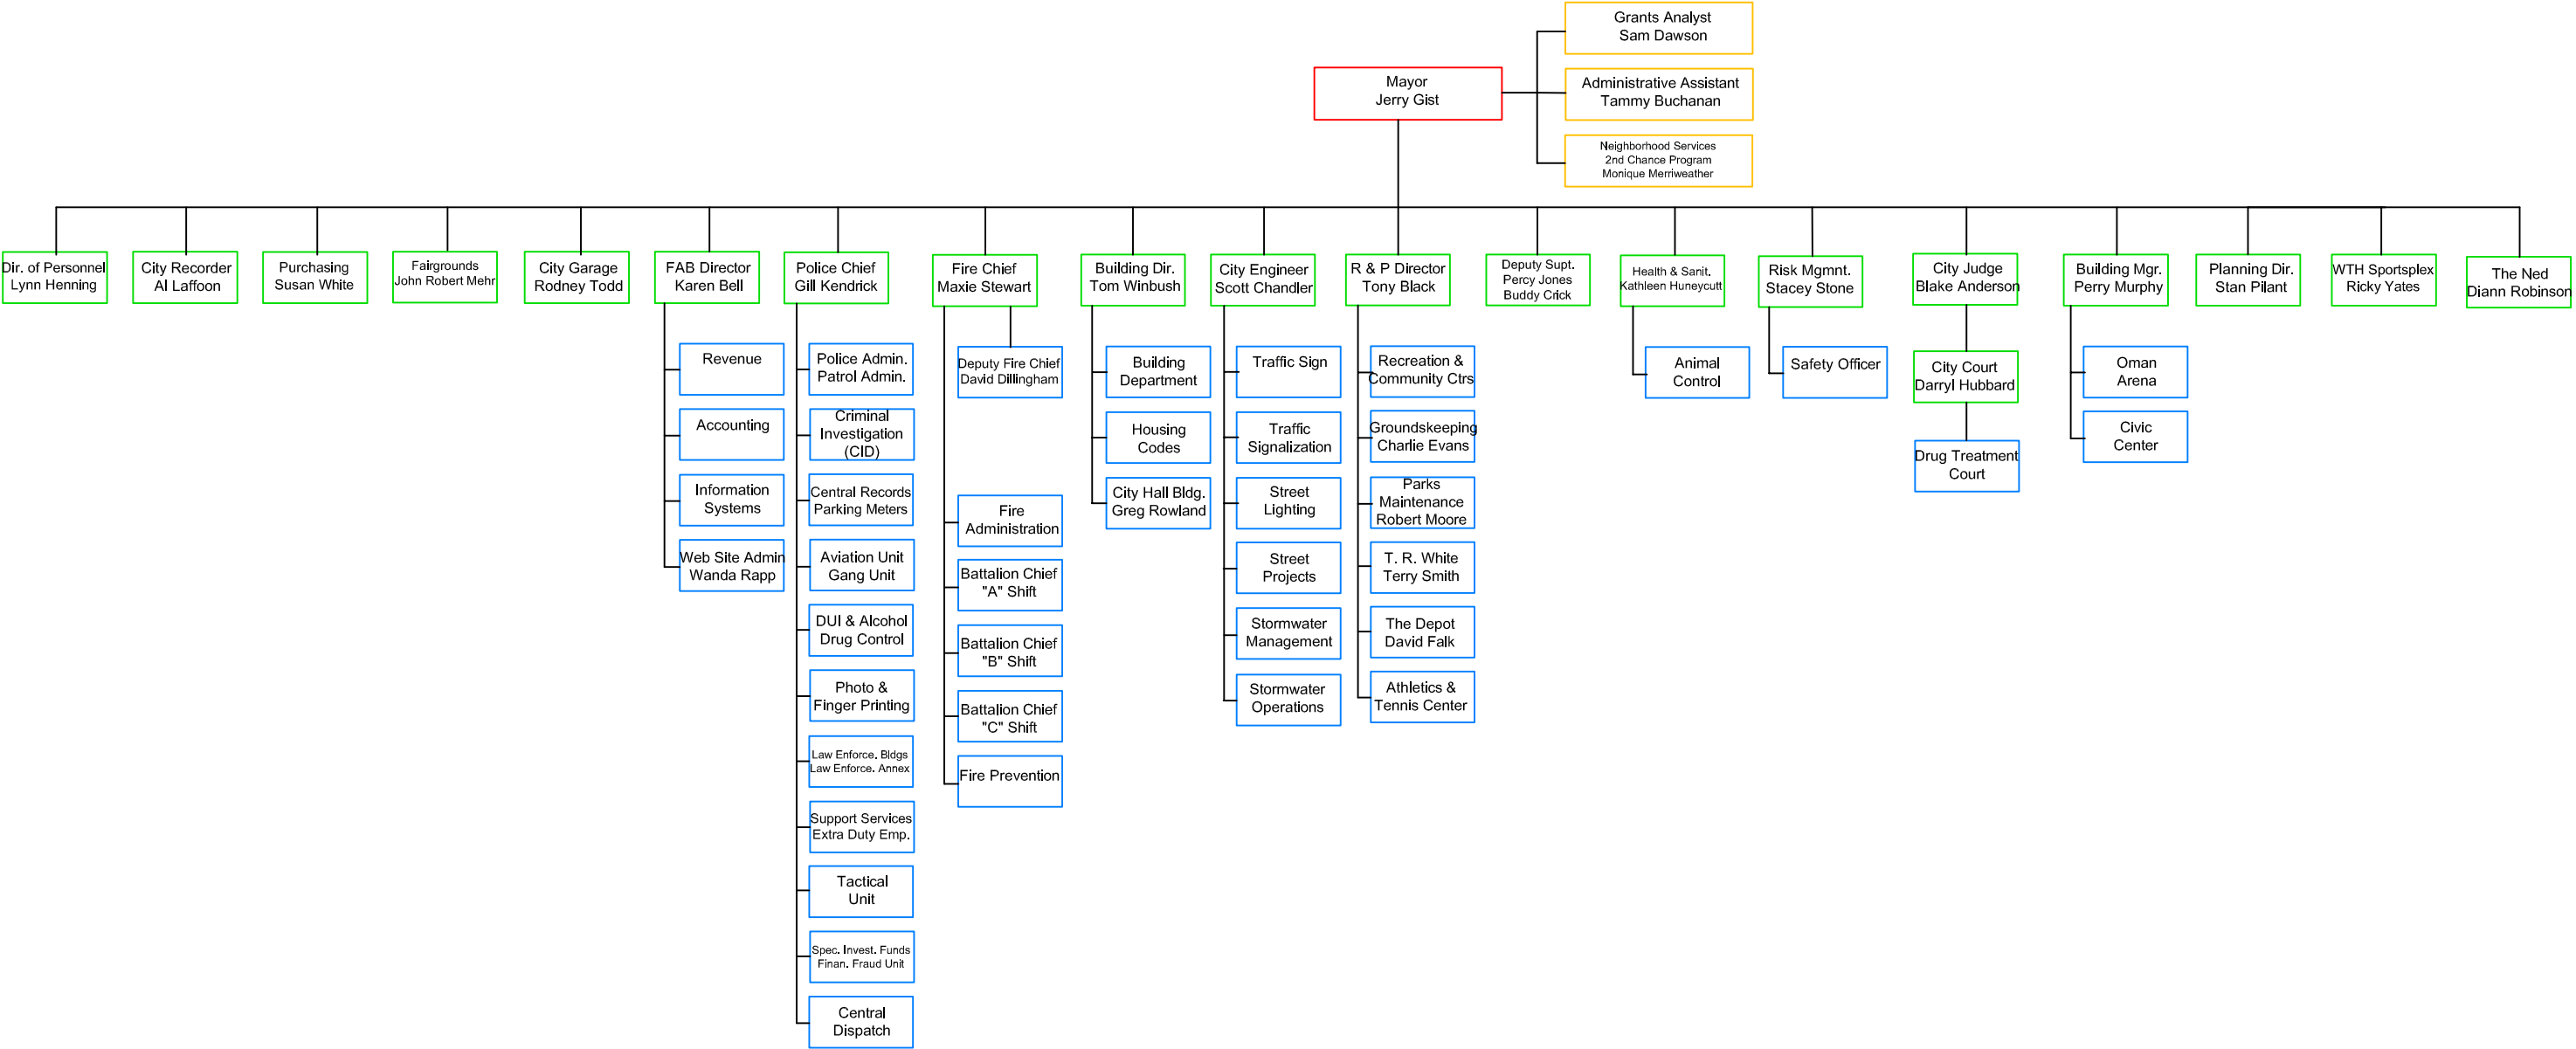 Grants Analyst
Sam Dawson
Mayor
Jerry Gist
Administrative Assistant
Tammy Buchanan
Neighborhood Services
2nd Chance Program
Monique Merriweather
Dir. of Personnel
Lynn Henning
City Recorder
Al Laffoon
Purchasing
Susan White
Fairgrounds
John Robert Mehr
City Garage
Rodney Todd
FAB Director
Karen Bell
Police Chief
Gill Kendrick
Fire Chief
Maxie Stewart
Building Dir.
Tom Winbush
City Engineer
Scott Chandler
R & P Director
Tony Black
Deputy Supt.
Percy Jones
Buddy Crick
Health & Sanit.
Kathleen Huneycutt
Risk Mgmnt.
Stacey Stone
City Judge
Blake Anderson
Building Mgr.
Perry Murphy
Planning Dir.
Stan Pilant
WTH Sportsplex
Ricky Yates
The Ned
Diann Robinson
Revenue
Accounting
Information
Systems
Web Site Admin
Wanda Rapp
Police Admin.
Patrol Admin.
Criminal
Investigation
(CID)
Central Records
Parking Meters
Aviation Unit
Gang Unit
DUI & Alcohol
Drug Control
Photo &
Finger Printing
Law Enforce. Bldgs
Law Enforce. Annex
Support Services
Extra Duty Emp.
Tactical
Unit
Spec. Invest. Funds
Finan. Fraud Unit
Central
Dispatch
Deputy Fire Chief
David Dillingham
Fire
Administration
Battalion Chief
"A" Shift
Battalion Chief
"B" Shift
Battalion Chief
"C" Shift
Fire Prevention
Building
Department
Housing
Codes
City Hall Bldg.
Greg Rowland
Traffic Sign
Traffic
Signalization
Street
Lighting
Street
Projects
Stormwater
Management
Stormwater
Operations
Recreation &
Community Ctrs
Groundskeeping
Charlie Evans
Parks
Maintenance
Robert Moore
T. R. White
Terry Smith
The Depot
David Falk
Athletics &
Tennis Center
Animal
Control
Safety Officer
City Court
Darryl Hubbard
Drug Treatment
Court
Oman
Arena
Civic
Center